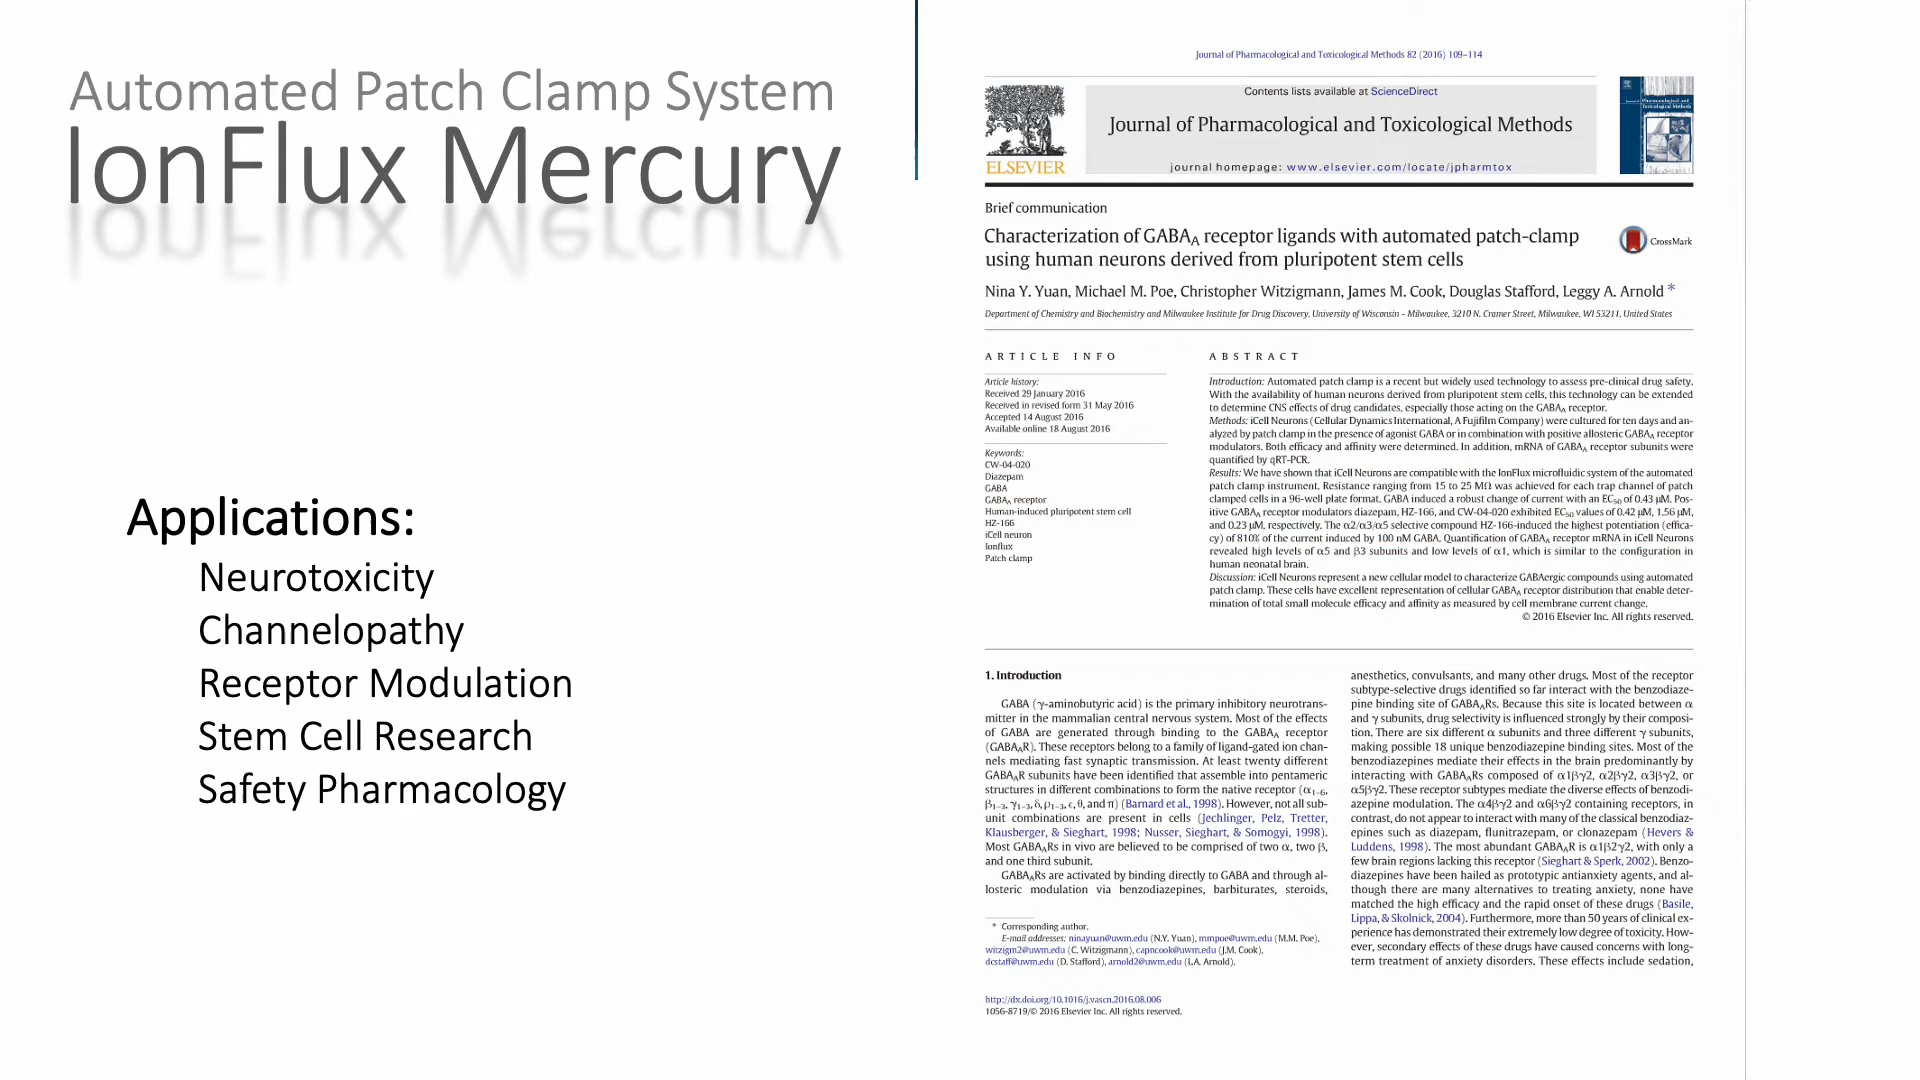 Automated Patch Clamp System
IonFlux Mercury
Applications:
Neurotoxicity
Channelopathy
Receptor Modulation
Stem Cell Research
Safety Pharmacology
Journal of Pharmacological and Toxicological Methods 82 (2016) 109–114
Contents lists available at ScienceDirect
Journal of Pharmacological and Toxicological Methods
journal homepage: www.elsevier.com/locate/jpharmtox
ELSEVIER
Brief communication
Characterization of GABAA receptor ligands with automated patch-clamp
using human neurons derived from pluripotent stem cells
CrossMark
Nina Y. Yuan, Michael M. Poe, Christopher Witzigmann, James M. Cook, Douglas Stafford, Leggy A. Arnold *
Department of Chemistry and Biochemistry and Milwaukee Institute for Drug Discovery, University of Wisconsin – Milwaukee, 3210 N. Cramer Street, Milwaukee, WI 53211, United States
ARTICLE INFO
Article history:
Received 29 January 2016
Received in revised form 31 May 2016
Accepted 14 August 2016
Available online 18 August 2016
Keywords:
CW-04-020
Diazepam
GABA
GABAA receptor
Human-induced pluripotent stem cell
HZ-166
iCell neuron
Ionflux
Patch clamp
ABSTRACT
Introduction: Automated patch clamp is a recent but widely used technology to assess pre-clinical drug safety.
With the availability of human neurons derived from pluripotent stem cells, this technology can be extended
to determine CNS effects of drug candidates, especially those acting on the GABAA receptor.
Methods: iCell Neurons (Cellular Dynamics International, A Fujifilm Company) were cultured for ten days and an-
alyzed by patch clamp in the presence of agonist GABA or in combination with positive allosteric GABAA receptor
modulators. Both efficacy and affinity were determined. In addition, mRNA of GABAA receptor subunits were
quantified by qRT-PCR.
Results: We have shown that iCell Neurons are compatible with the IonFlux microfluidic system of the automated
patch clamp instrument. Resistance ranging from 15 to 25 MΩ was achieved for each trap channel of patch
clamped cells in a 96-well plate format. GABA induced a robust change of current with an EC50 of 0.43 μM. Pos-
itive GABAA receptor modulators diazepam, HZ-166, and CW-04-020 exhibited EC50 values of 0.42 μM, 1.56 μM,
and 0.23 μM, respectively. The α2/α3/α5 selective compound HZ-166-induced the highest potentiation (effica-
cy) of 810% of the current induced by 100 nM GABA. Quantification of GABAA receptor mRNA in iCell Neurons
revealed high levels of α5 and β3 subunits and low levels of α1, which is similar to the configuration in
human neonatal brain.
Discussion: iCell Neurons represent a new cellular model to characterize GABAergic compounds using automated
patch clamp. These cells have excellent representation of cellular GABAA receptor distribution that enable deter-
mination of total small molecule efficacy and affinity as measured by cell membrane current change.
© 2016 Elsevier Inc. All rights reserved.
1. Introduction
GABA (γ-aminobutyric acid) is the primary inhibitory neurotrans-
mitter in the mammalian central nervous system. Most of the effects
of GABA are generated through binding to the GABAA receptor
(GABAAR). These receptors belong to a family of ligand-gated ion chan-
nels mediating fast synaptic transmission. At least twenty different
GABAAR subunits have been identified that assemble into pentameric
structures in different combinations to form the native receptor (α1–6,
β1–3, γ1–3, δ, ρ1–3, ϵ, θ, and π) (Barnard et al., 1998). However, not all sub-
unit combinations are present in cells (Jechlinger, Pelz, Tretter,
Klausberger, & Sieghart, 1998; Nusser, Sieghart, & Somogyi, 1998).
Most GABAARs in vivo are believed to be comprised of two α, two β,
and one third subunit.
GABAARs are activated by binding directly to GABA and through al-
losteric modulation via benzodiazepines, barbiturates, steroids,
* Corresponding author.
E-mail addresses: ninayuan@uwm.edu (N.Y. Yuan), mmpoe@uwm.edu (M.M. Poe),
witzigm2@uwm.edu (C. Witzigmann), capncook@uwm.edu (J.M. Cook),
dcstaff@uwm.edu (D. Stafford), arnold2@uwm.edu (L.A. Arnold).
http://dx.doi.org/10.1016/j.vascn.2016.08.006
1056-8719/© 2016 Elsevier Inc. All rights reserved.
anesthetics, convulsants, and many other drugs. Most of the receptor
subtype-selective drugs identified so far interact with the benzodiaze-
pine binding site of GABAARs. Because this site is located between α
and γ subunits, drug selectivity is influenced strongly by their composi-
tion. There are six different α subunits and three different γ subunits,
making possible 18 unique benzodiazepine binding sites. Most of the
benzodiazepines mediate their effects in the brain predominantly by
interacting with GABAARs composed of α1βγ2, α2βγ2, α3βγ2, or
α5βγ2. These receptor subtypes mediate the diverse effects of benzodi-
azepine modulation. The α4βγ2 and α6βγ2 containing receptors, in
contrast, do not appear to interact with many of the classical benzodiaz-
epines such as diazepam, flunitrazepam, or clonazepam (Hevers &
Luddens, 1998). The most abundant GABAAR is α1β2γ2, with only a
few brain regions lacking this receptor (Sieghart & Sperk, 2002). Benzo-
diazepines have been hailed as prototypic antianxiety agents, and al-
though there are many alternatives to treating anxiety, none have
matched the high efficacy and the rapid onset of these drugs (Basile,
Lippa, & Skolnick, 2004). Furthermore, more than 50 years of clinical ex-
perience has demonstrated their extremely low degree of toxicity. How-
ever, secondary effects of these drugs have caused concerns with long-
term treatment of anxiety disorders. These effects include sedation,